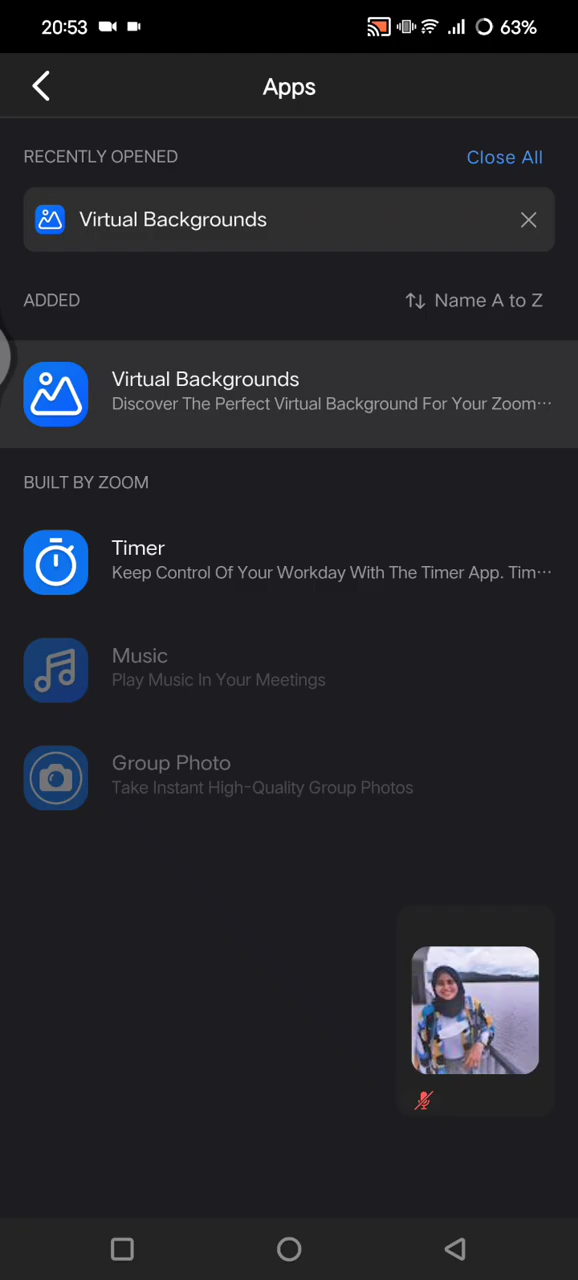 20:53
63%
Apps
RECENTLY OPENED
Close All
Virtual Backgrounds
ADDED
Name A to Z
Virtual Backgrounds
Discover The Perfect Virtual Background For Your Zoom...
BUILT BY ZOOM
Timer
Keep Control Of Your Workday With The Timer App. Tim...
Music
Play Music In Your Meetings
Group Photo
Take Instant High-Quality Group Photos